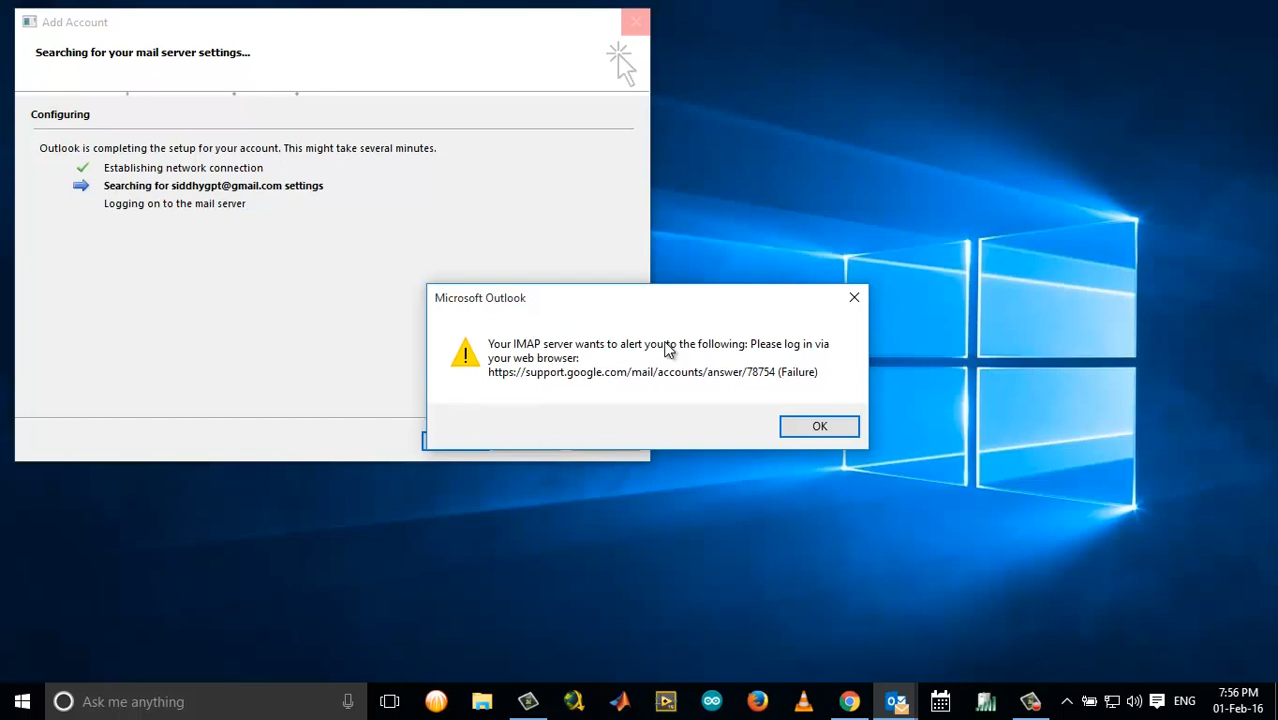 Add Account
Searching for your mail server settings...
Configuring
Outlook is completing the setup for your account. This might take several minutes.
Establishing network connection
Searching for siddhygpt@gmail.com settings
Logging on to the mail server
Microsoft Outlook
Your IMAP server wants to alert you to the following: Please log in via
your web browser:
https://support.google.com/mail/accounts/answer/78754 (Failure)
OK
Ask me anything
ENG
7:56 PM
01-Feb-16